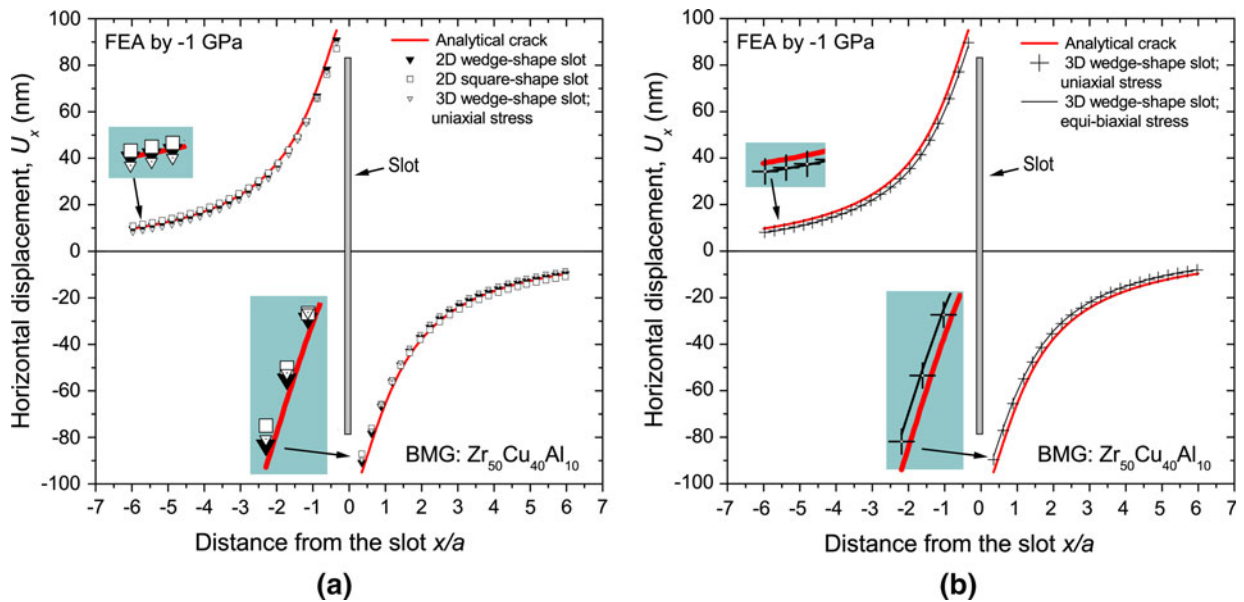 FEA by -1 GPa
Analytical crack
2D wedge-shape slot
2D square-shape slot
3D wedge-shape slot;
uniaxial stress
Slot
BMG: Zr50Cu40Al10
Horizontal displacement, Ux (nm)
100
80
60
40
20
0
-20
-40
-60
-80
-100
-7 -6 -5 -4 -3 -2 -1 0 1 2 3 4 5 6 7
Distance from the slot x/a
(a)
FEA by -1 GPa
Analytical crack
3D wedge-shape slot;
uniaxial stress
3D wedge-shape slot;
equi-biaxial stress
Slot
BMG: Zr50Cu40Al10
Horizontal displacement, Ux (nm)
100
80
60
40
20
0
-20
-40
-60
-80
-100
-7 -6 -5 -4 -3 -2 -1 0 1 2 3 4 5 6 7
Distance from the slot x/a
(b)